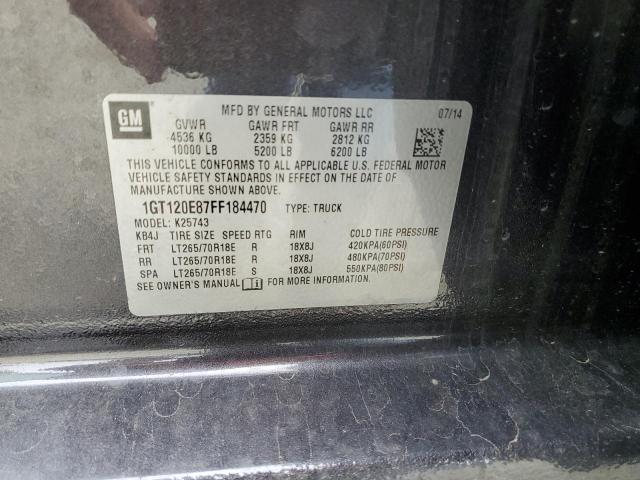 GM
MFD BY GENERAL MOTORS LLC 07/14
GVWR GAWR FRT GAWR RR
4536 KG 2359 KG 2812 KG
10000 LB 5200 LB 6200 LB
THIS VEHICLE CONFORMS TO ALL APPLICABLE U.S. FEDERAL MOTOR
VEHICLE SAFETY STANDARDS IN EFFECT ON THE DATE OF
MANUFACTURE SHOWN ABOVE.
1GT120E87FF184470 TYPE: TRUCK
MODEL: K25743
KB4J TIRE SIZE SPEED RTG RIM COLD TIRE PRESSURE
FRT LT265/70R18E R 18X8J 420KPA(60PSI)
RR LT265/70R18E R 18X8J 480KPA(70PSI)
SPA LT265/70R18E S 18X8J 550KPA(80PSI)
SEE OWNER'S MANUAL FOR MORE INFORMATION.